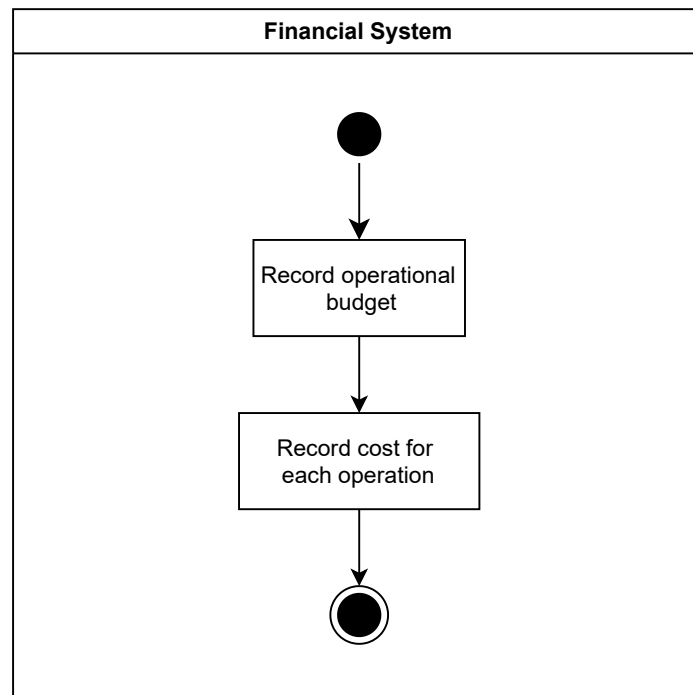 Financial System
Record operational
budget
Record cost for
each operation